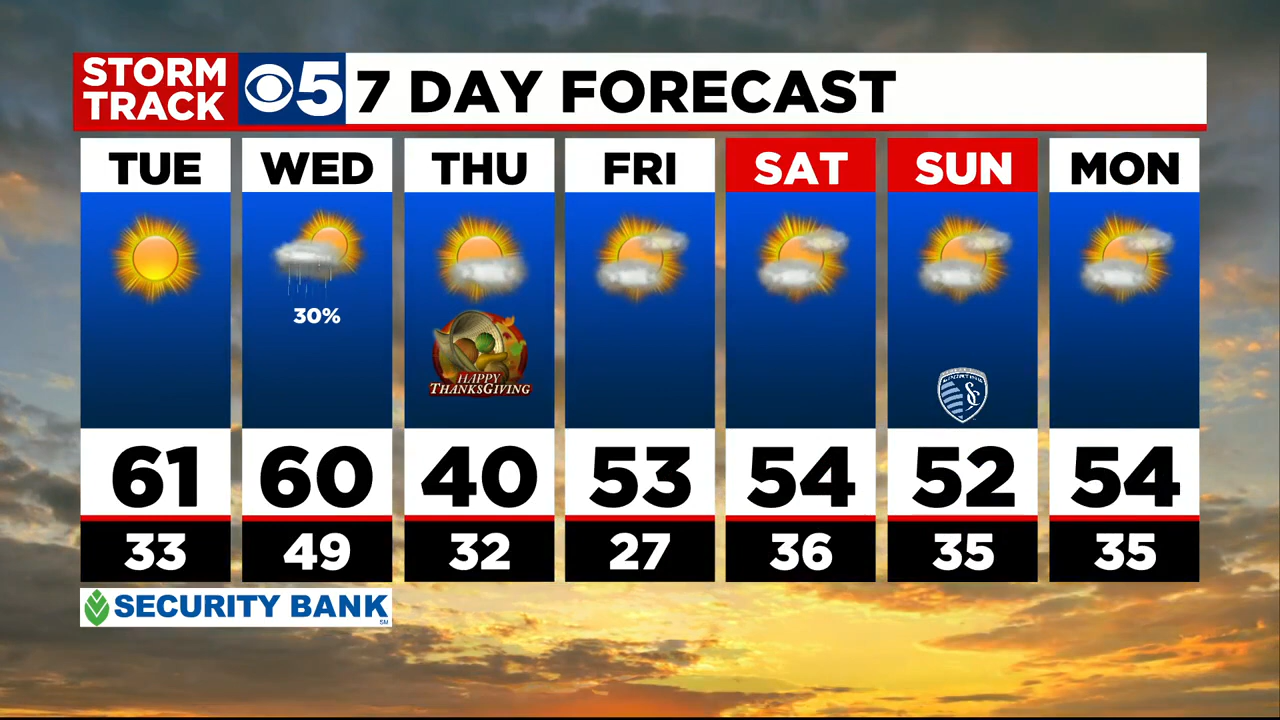 STORM
TRACK
5
7 DAY FORECAST
TUE WED THU FRI SAT SUN MON
30%
HAPPY
THANKSGIVING
61 60 40 53 54 52 54
33 49 32 27 36 35 35
SECURITY BANK
SM